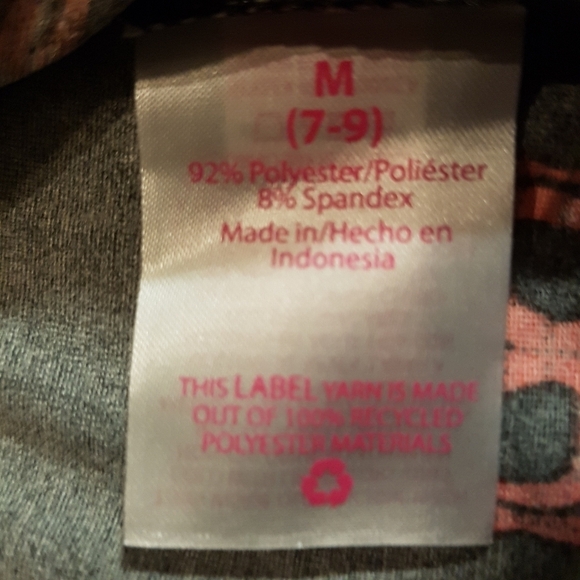 M
(7-9)
92% Polyester/Poliéster
8% Spandex
Made in/Hecho en
Indonesia
THIS LABEL YARN IS MADE
OUT OF 100% RECYCLED
POLYESTER MATERIALS